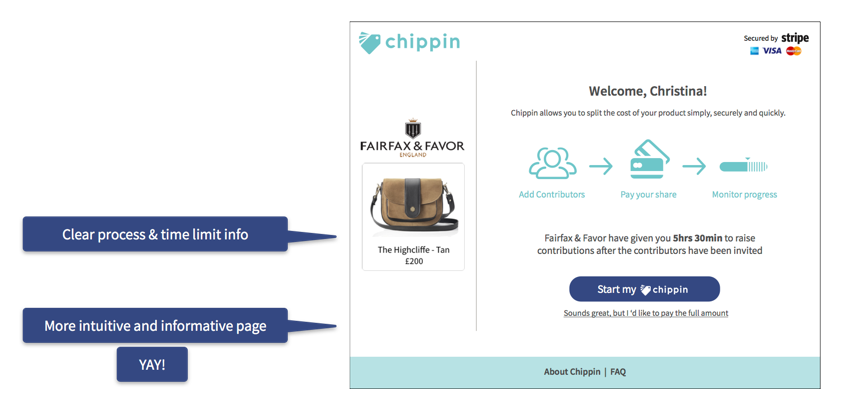 chippin
Secured by stripe
VISA
Welcome, Christina!
Chippin allows you to split the cost of your product simply, securely and quickly.
FAIRFAX & FAVOR
ENGLAND
Add Contributors
Pay your share
Monitor progress
Clear process & time limit info
The Highcliffe - Tan
£200
Fairfax & Favor have given you 5hrs 30min to raise
contributions after the contributors have been invited
Start my chippin
Sounds great, but I 'd like to pay the full amount
More intuitive and informative page
YAY!
About Chippin | FAQ